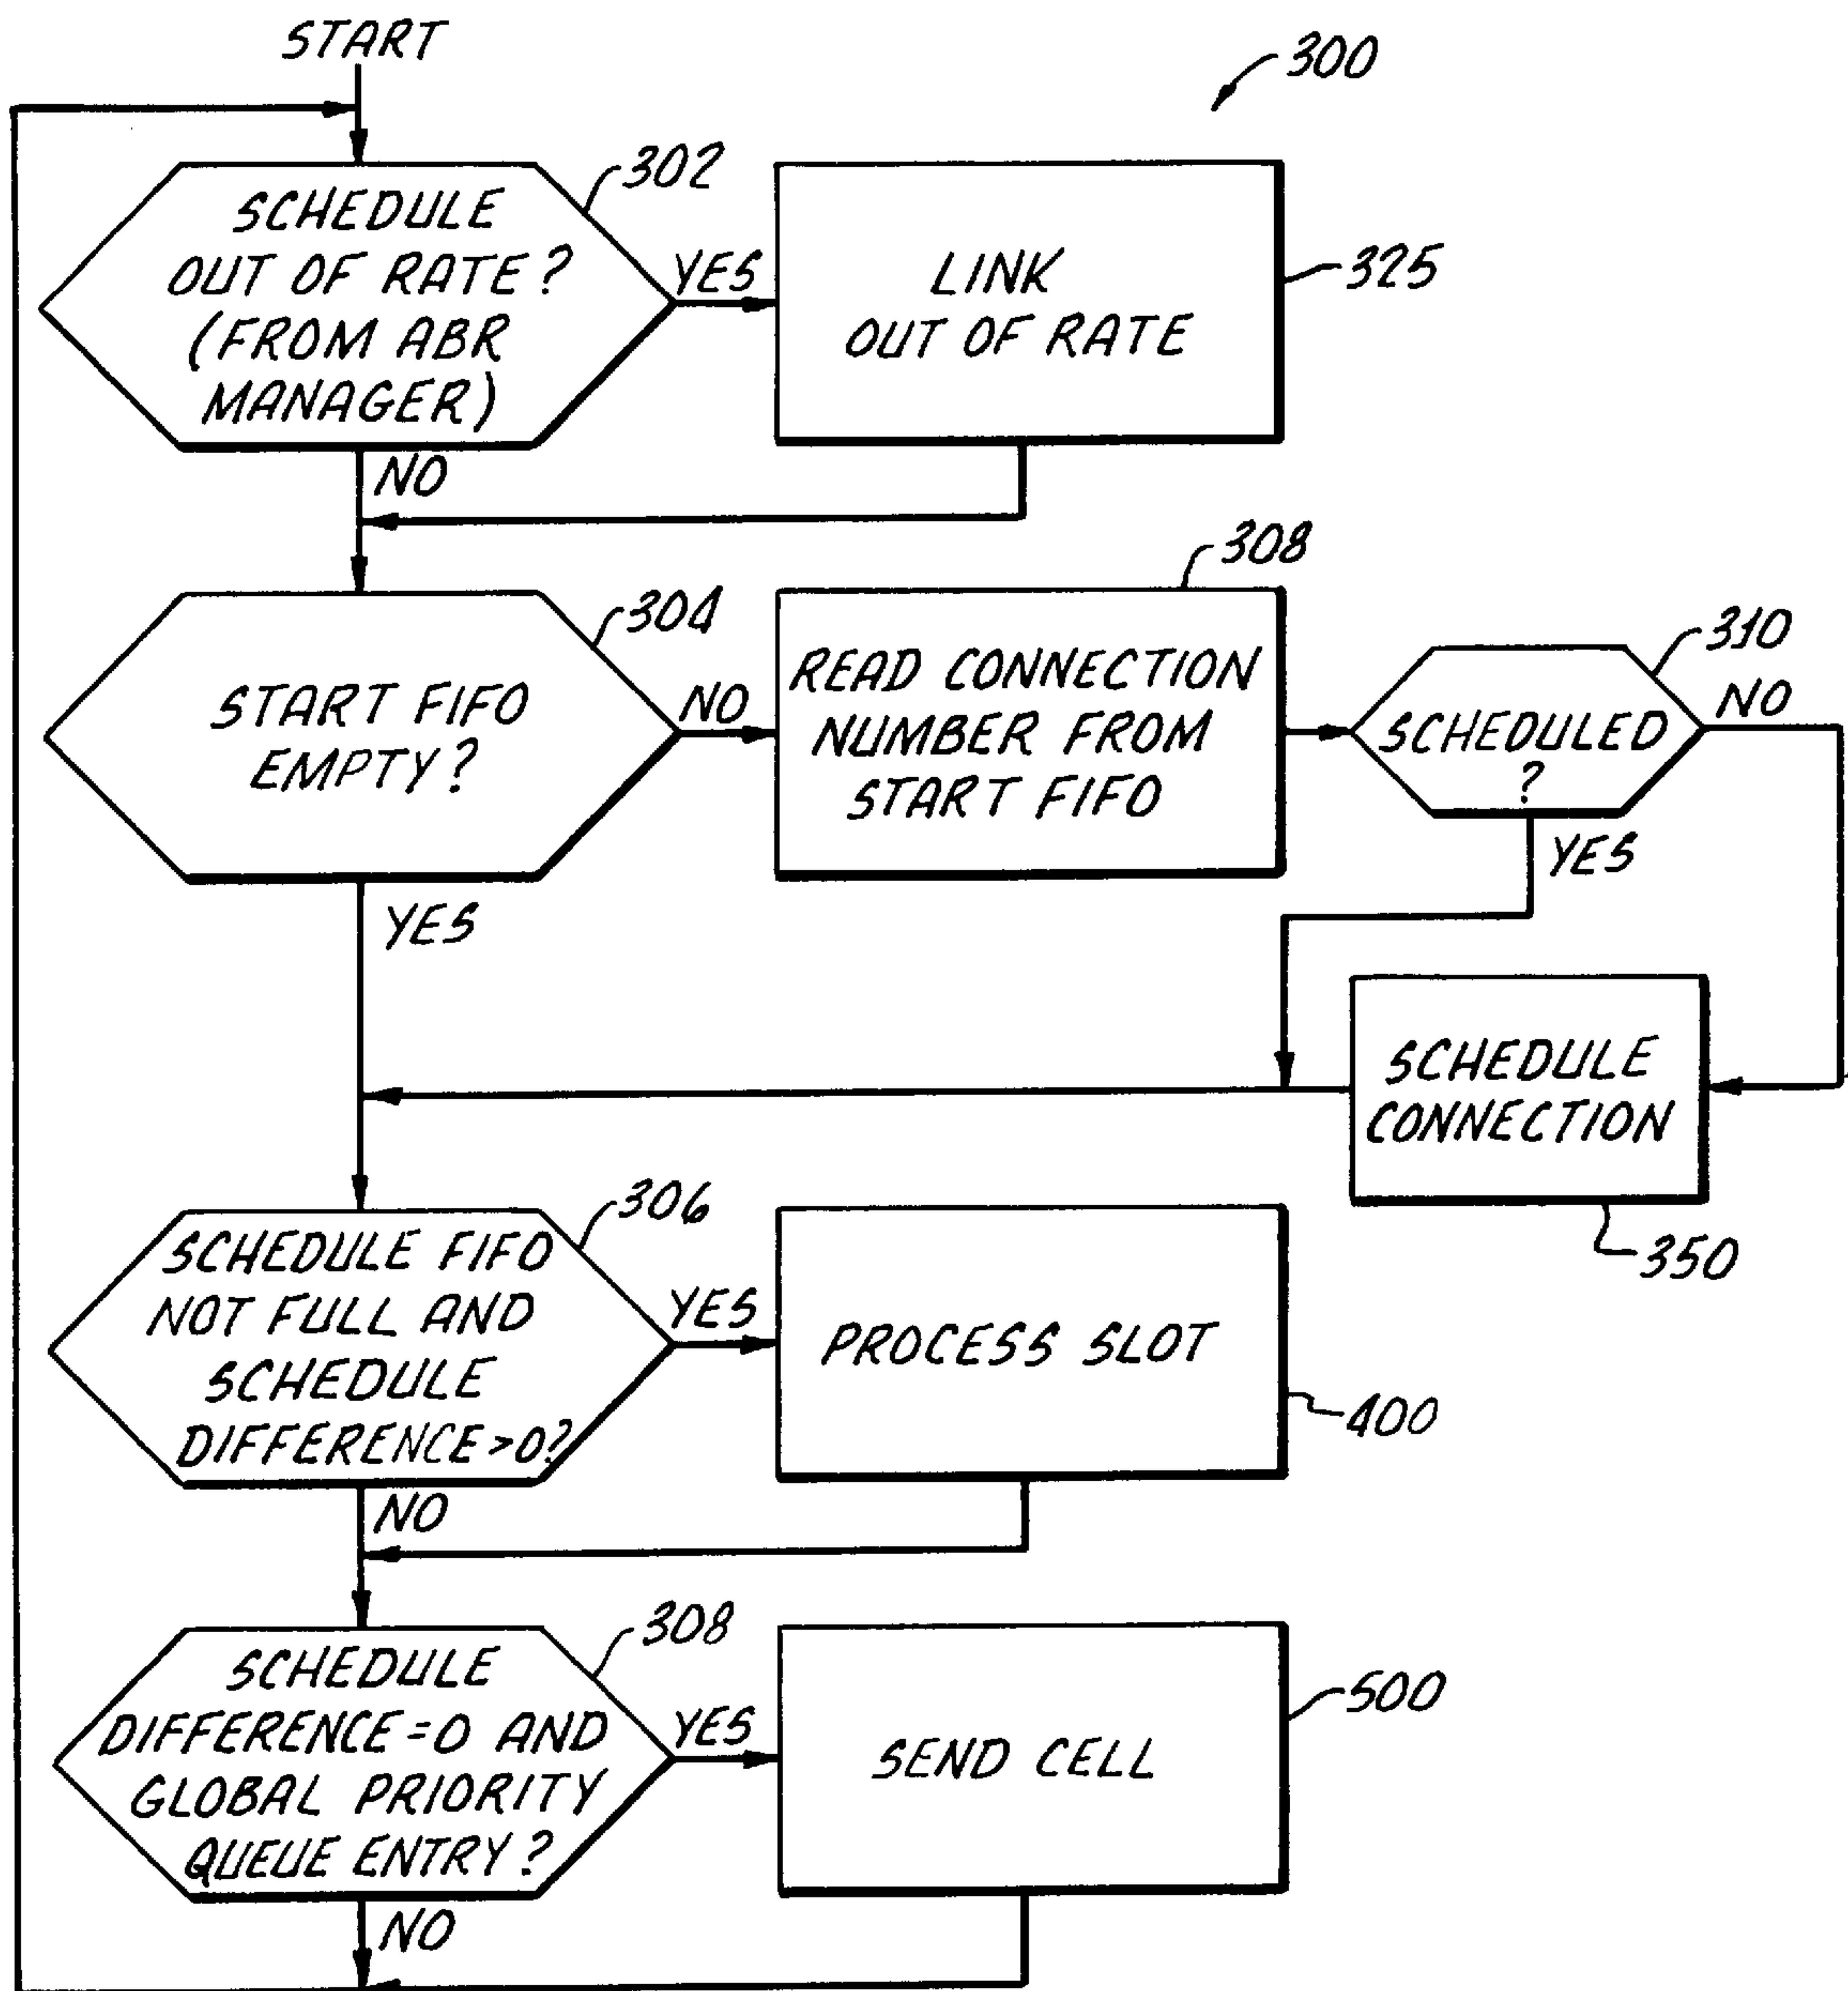 START
300
302
SCHEDULE
OUT OF RATE?
(FROM ABR
MANAGER)
YES
LINK
OUT OF RATE
325
NO
304
START FIFO
EMPTY?
NO
308
READ CONNECTION
NUMBER FROM
START FIFO
310
SCHEDULED
?
NO
YES
YES
SCHEDULE
CONNECTION
350
306
SCHEDULE FIFO
NOT FULL AND
SCHEDULE
DIFFERENCE>0?
YES
PROCESS SLOT
400
NO
308
SCHEDULE
DIFFERENCE=0 AND
GLOBAL PRIORITY
QUEUE ENTRY?
YES
SEND CELL
500
NO